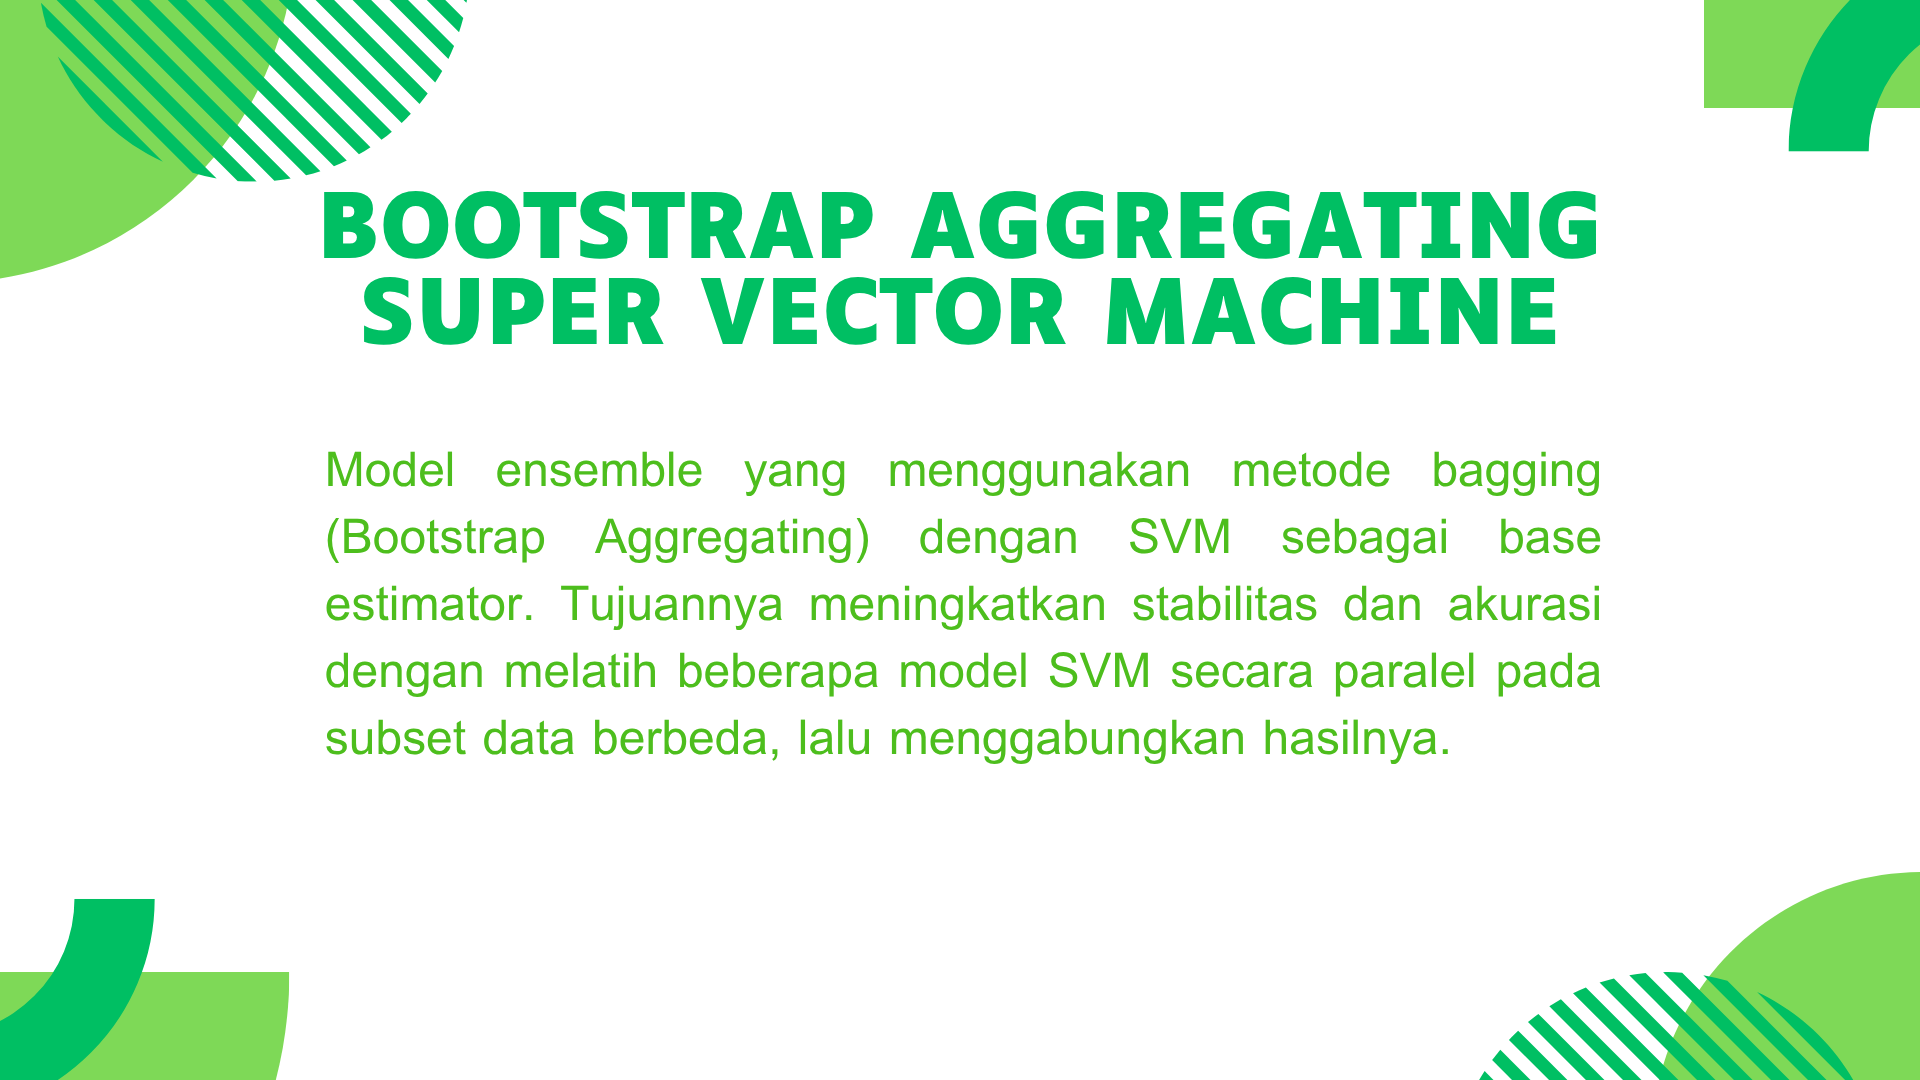 BOOTSTRAP AGGREGATING
SUPER VECTOR MACHINE
Model ensemble yang menggunakan metode bagging
(Bootstrap Aggregating) dengan SVM sebagai base
estimator. Tujuannya meningkatkan stabilitas dan akurasi
dengan melatih beberapa model SVM secara paralel pada
subset data berbeda, lalu menggabungkan hasilnya.